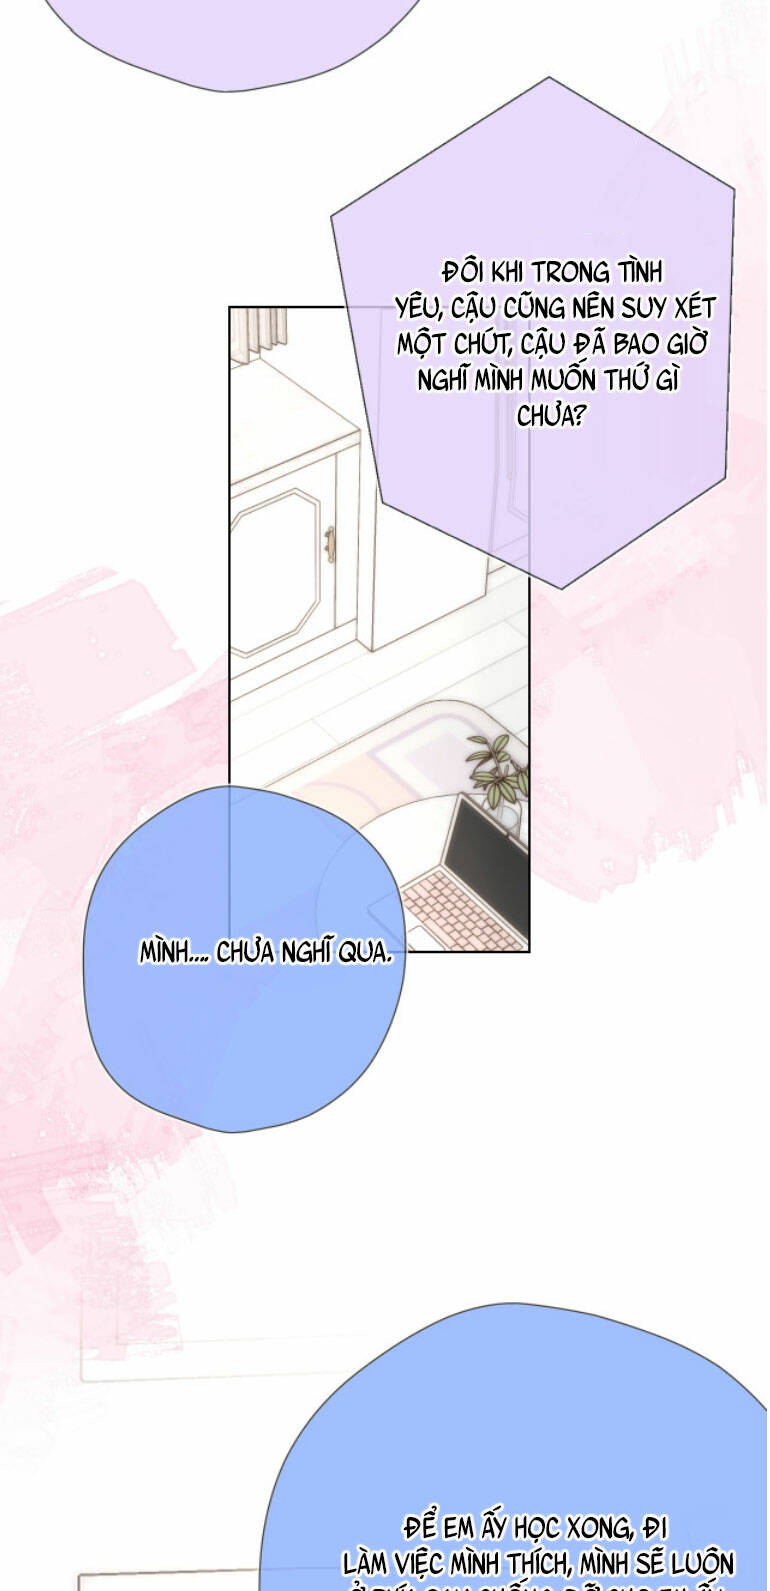 ĐÔI KHI TRONG TÌNH
YÊU, CẬU CŨNG NÊN SUY XÉT
MỘT CHÚT, CẬU ĐÃ BAO GIỜ
NGHĨ MÌNH MUỐN THỨ GÌ
CHƯA?
MÌNH.... CHƯA NGHĨ QUA.
ĐỂ EM ẤY HỌC XONG, ĐI
LÀM VIỆC MÌNH THÍCH, MÌNH SẼ LUÔN